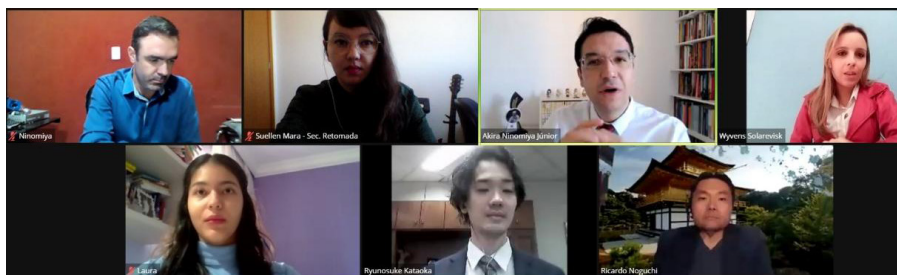 Ninomiya
Suellen Mara - Sec. Retomada
Akira Ninomiya Júnior
Wyvens Solarevisk
Laura
Ryunosuke Kataoka
Ricardo Noguchi